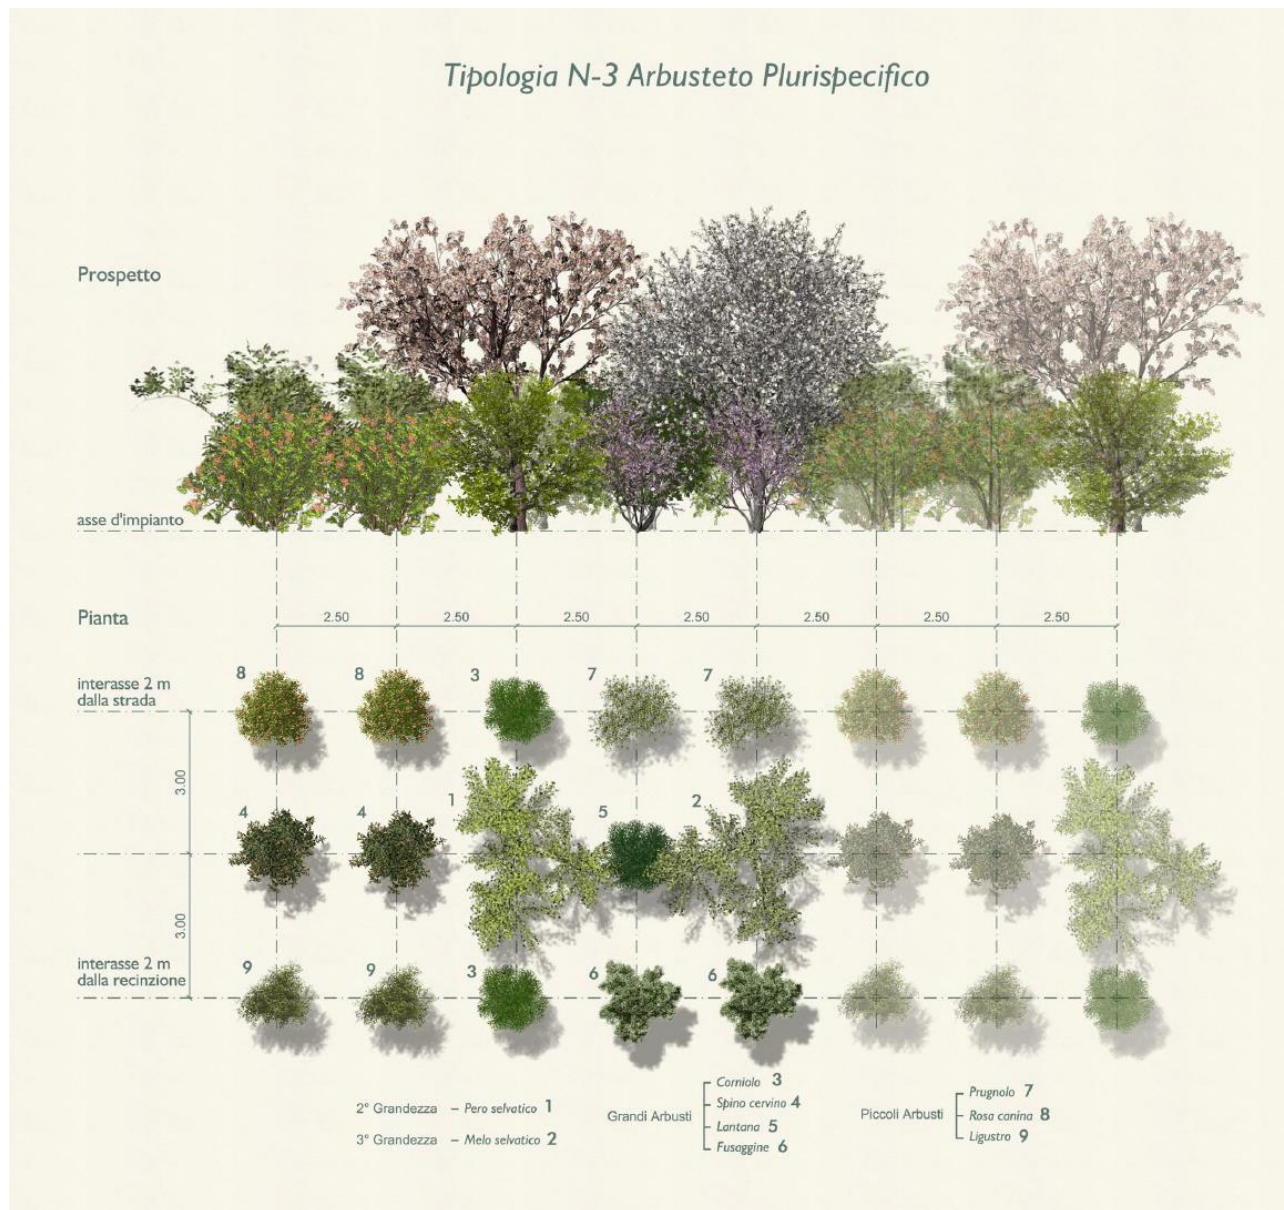 Tipologia N-3 Arbusteto Plurispecifico
Prospetto
asse d'impianto
Pianta
2.50 2.50 2.50 2.50 2.50 2.50 2.50
interasse 2 m
dalla strada
8 8 3 7 7
3.00
4 4 1 5 2
3.00
interasse 2 m
dalla recinzione
9 9 3 6 6
2° Grandezza – Pero selvatico 1
3° Grandezza – Melo selvatico 2
Grandi Arbusti
Corniolo 3
Spino cervino 4
Lantana 5
Fusaggine 6
Piccoli Arbusti
Prugnolo 7
Rosa canina 8
Ligustro 9